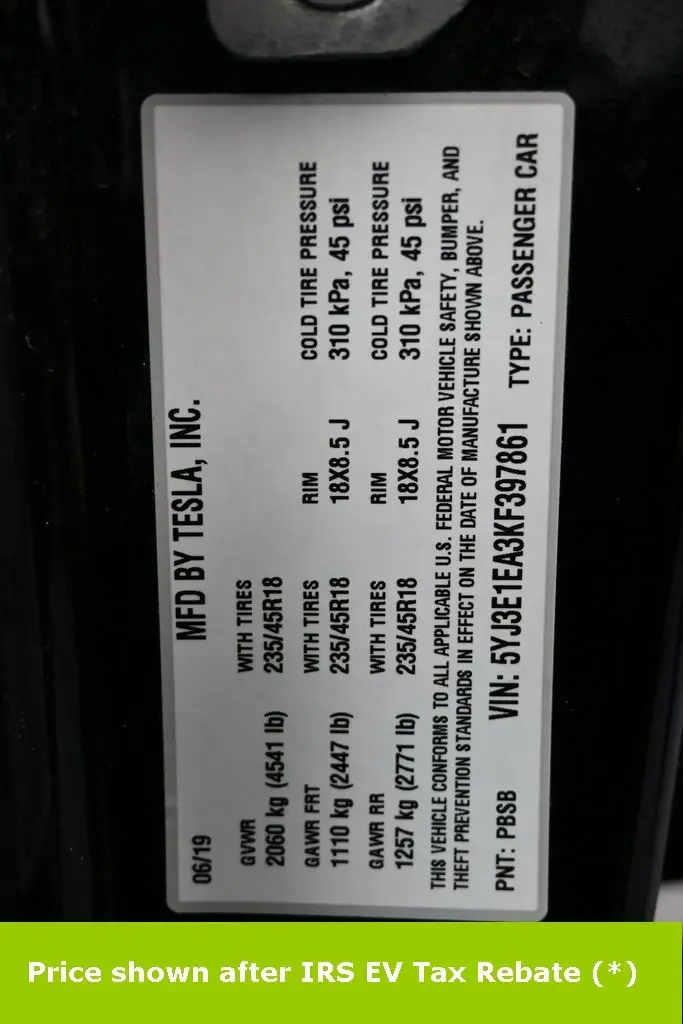 MFD BY TESLA, INC.
06/19
GVWR WITH TIRES
2060 kg (4541 lb) 235/45R18
GAWR FRT WITH TIRES RIM COLD TIRE PRESSURE
1110 kg (2447 lb) 235/45R18 18X8.5 J 310 kPa, 45 psi
GAWR RR WITH TIRES RIM COLD TIRE PRESSURE
1257 kg (2771 lb) 235/45R18 18X8.5 J 310 kPa, 45 psi
THIS VEHICLE CONFORMS TO ALL APPLICABLE U.S. FEDERAL MOTOR VEHICLE SAFETY, BUMPER, AND
THEFT PREVENTION STANDARDS IN EFFECT ON THE DATE OF MANUFACTURE SHOWN ABOVE.
PNT: PBSB VIN: 5YJ3E1EA3KF397861 TYPE: PASSENGER CAR
Price shown after IRS EV Tax Rebate (*)